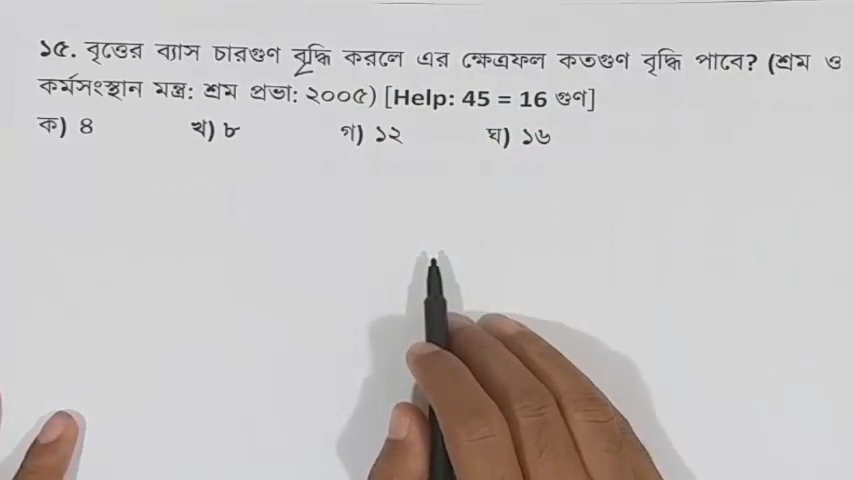 ১৫. বৃত্তের ব্যাস চারগুণ বৃদ্ধি করলে এর ক্ষেত্রফল কতগুণ বৃদ্ধি পাবে? (শ্রম ও
কর্মসংস্থান মন্ত্র: শ্রম প্রভা: ২০০৫) [Help: 45 = 16 গুণ]
ক) 4 খ) ৮ গ) ১২ ঘ) ১৬